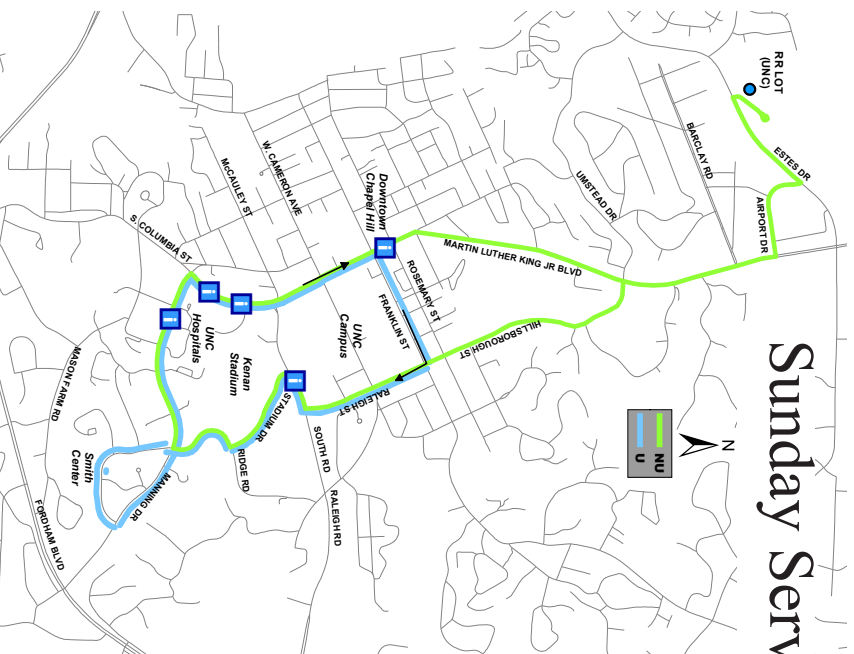 Sunday Serv
N
NU
U
RR LOT
(UNC)
ESTES DR
BARCLAY RD
AIRPORT DR
UMSTEAD DR
MARTIN LUTHER KING JR BLVD
HILLSBOROUGH ST
Downtown
Chapel Hill
ROSEMARY ST
FRANKLIN ST
W. CAMERON AVE
McCAULEY ST
S. COLUMBIA ST
UNC
Campus
RALEIGH ST
UNC
Hospitals
Kenan
Stadium
STADIUM DR
SOUTH RD
RALEIGH RD
RIDGE RD
MANNING DR
MASON FARM RD
Smith
Center
FORDHAM BLVD